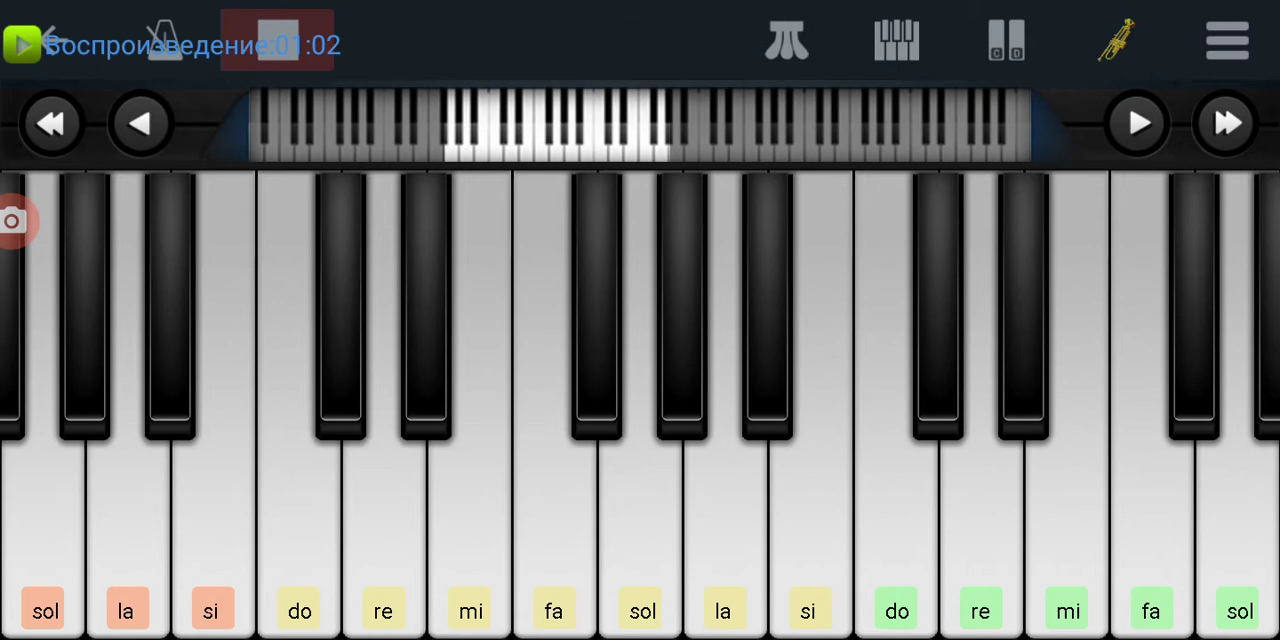 Воспроизведение:01:02
C D
sol la si do re mi fa sol la si do re mi fa sol